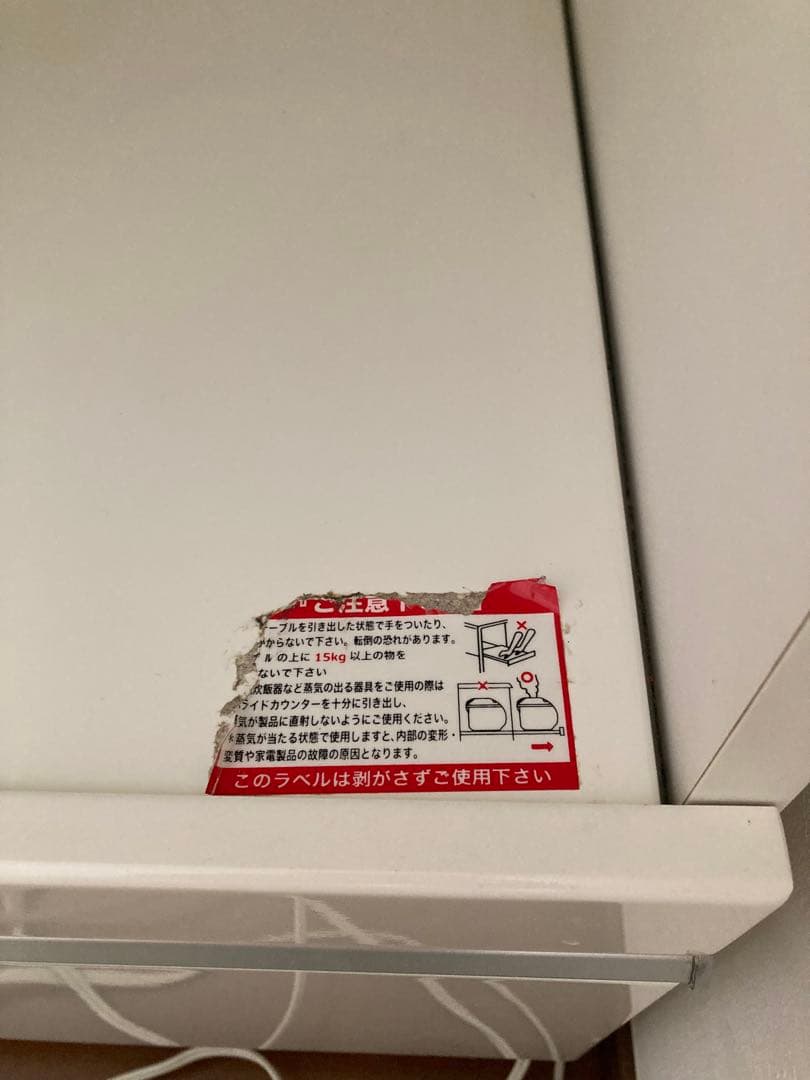 ご注意
ーブルを引き出した状態で手をついたり、
からないで下さい。転倒の恐れがあります。
ルの上に 15kg 以上の物を
ないで下さい
炊飯器など蒸気の出る器具をご使用の際は
ライドカウンターを十分に引き出し、
気が製品に直射しないようにご使用ください。
*蒸気が当たる状態で使用しますと、内部の変形・
変質や家電製品の故障の原因となります。
このラベルは剥がさずご使用下さい